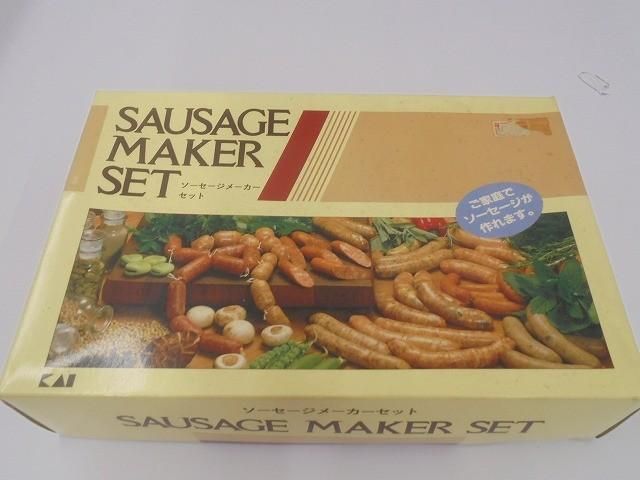 SAUSAGE
MAKER
SET
ソーセージメーカー
セット
ご家庭で
ソーセージが
作れます。
KAI
ソーセージメーカーセット
SAUSAGE MAKER SET